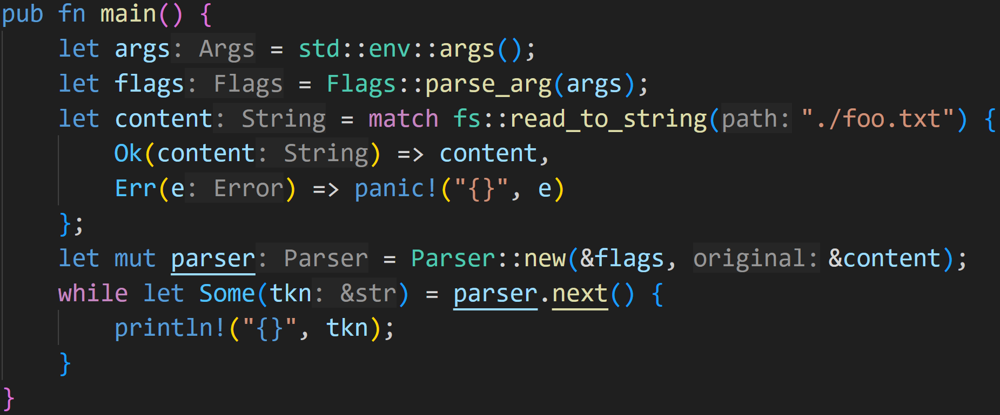 pub fn main() {
let args: Args = std::env::args();
let flags: Flags = Flags::parse_arg(args);
let content: String = match fs::read_to_string(path: "./foo.txt") {
Ok(content: String) => content,
Err(e: Error) => panic!("{}", e)
};
let mut parser: Parser = Parser::new(&flags, original: &content);
while let Some(tkn: &str) = parser.next() {
println!("{}", tkn);
}
}